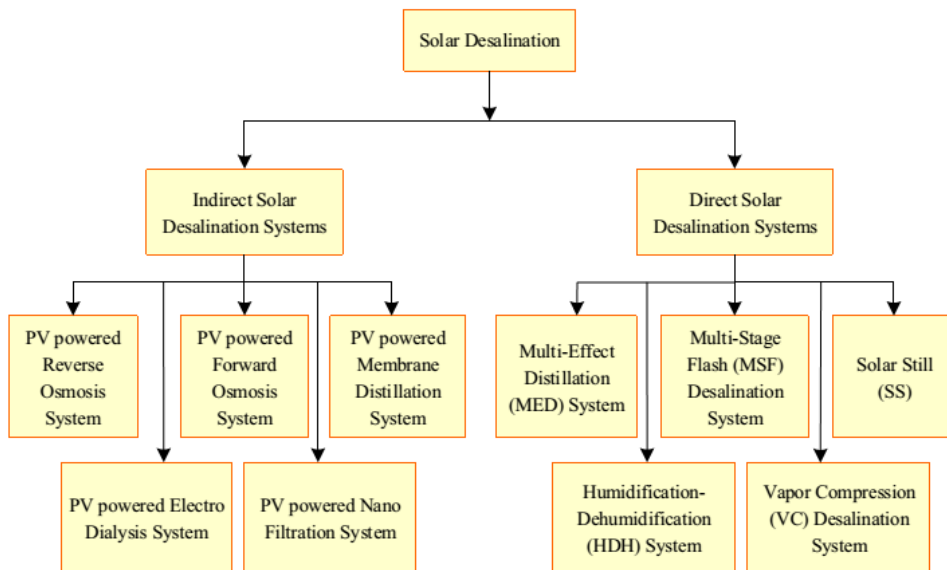 Solar Desalination
Indirect Solar
Desalination Systems
Direct Solar
Desalination Systems
PV powered
Reverse
Osmosis
System
PV powered
Forward
Osmosis
System
PV powered
Membrane
Distillation
System
Multi-Effect
Distillation
(MED) System
Multi-Stage
Flash (MSF)
Desalination
System
Solar Still
(SS)
PV powered Electro
Dialysis System
PV powered Nano
Filtration System
Humidification-
Dehumidification
(HDH) System
Vapor Compression
(VC) Desalination
System